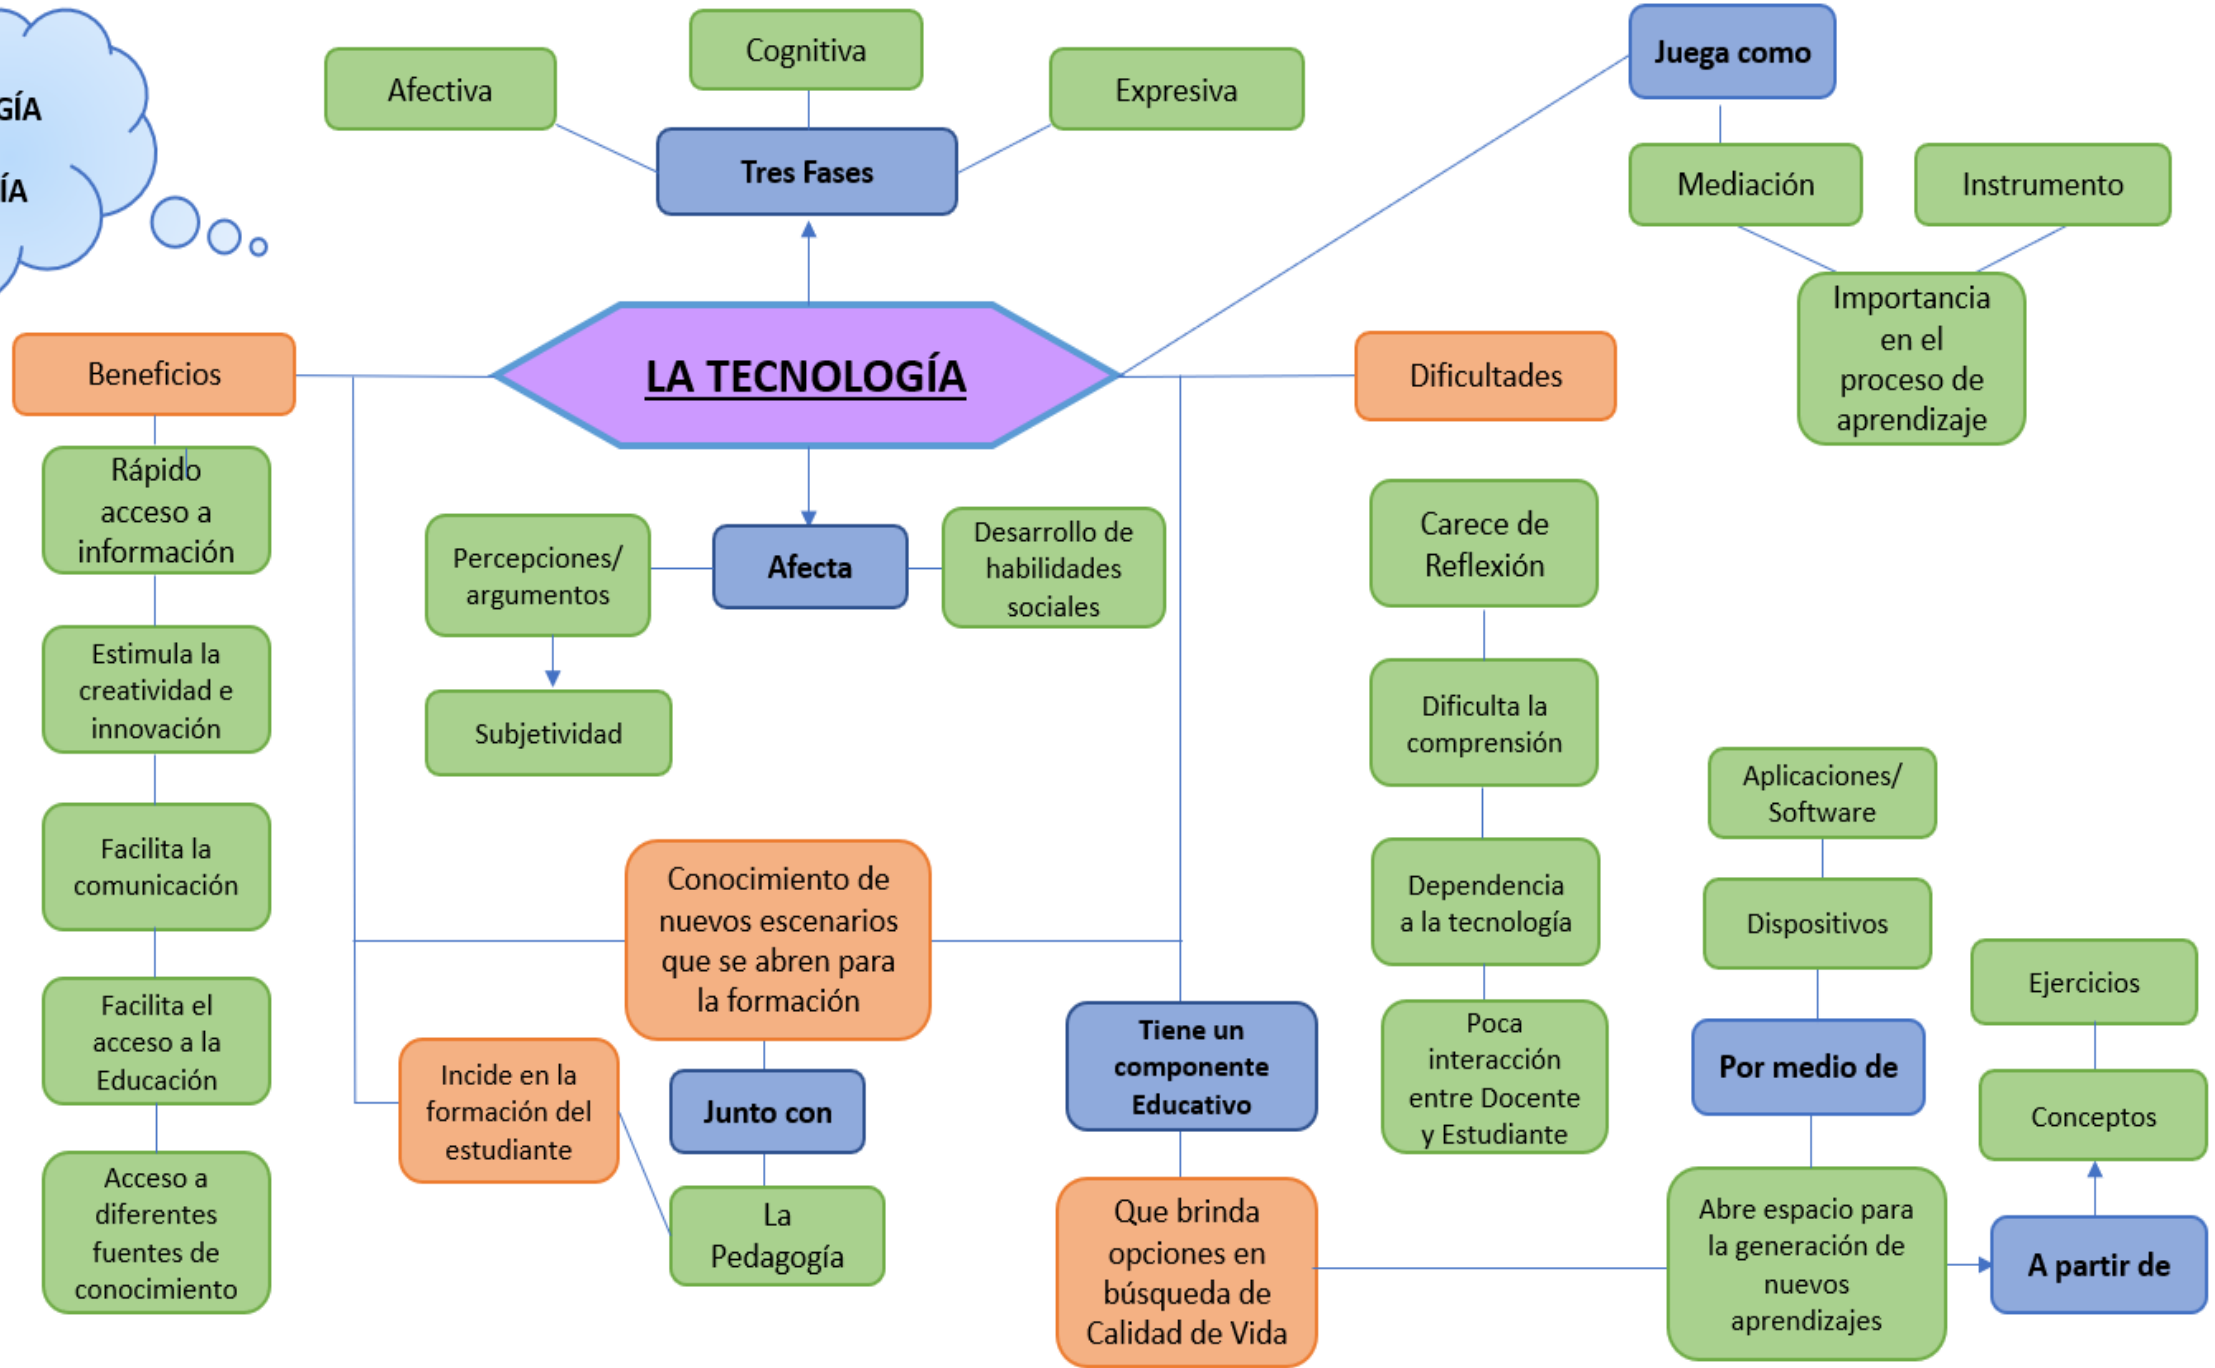 GÍA
ÍA
Afectiva
Cognitiva
Expresiva
Tres Fases
Juega como
Mediación
Instrumento
Importancia
en el
proceso de
aprendizaje
LA TECNOLOGÍA
Beneficios
Rápido
acceso a
información
Estimula la
creatividad e
innovación
Facilita la
comunicación
Facilita el
acceso a la
Educación
Acceso a
diferentes
fuentes de
conocimiento
Afecta
Percepciones/
argumentos
Subjetividad
Desarrollo de
habilidades
sociales
Conocimiento de
nuevos escenarios
que se abren para
la formación
Incide en la
formación del
estudiante
Junto con
La
Pedagogía
Dificultades
Carece de
Reflexión
Dificulta la
comprensión
Dependencia
a la tecnología
Poca
interacción
entre Docente
y Estudiante
Tiene un
componente
Educativo
Que brinda
opciones en
búsqueda de
Calidad de Vida
Aplicaciones/
Software
Dispositivos
Por medio de
Abre espacio para
la generación de
nuevos
aprendizajes
Ejercicios
Conceptos
A partir de